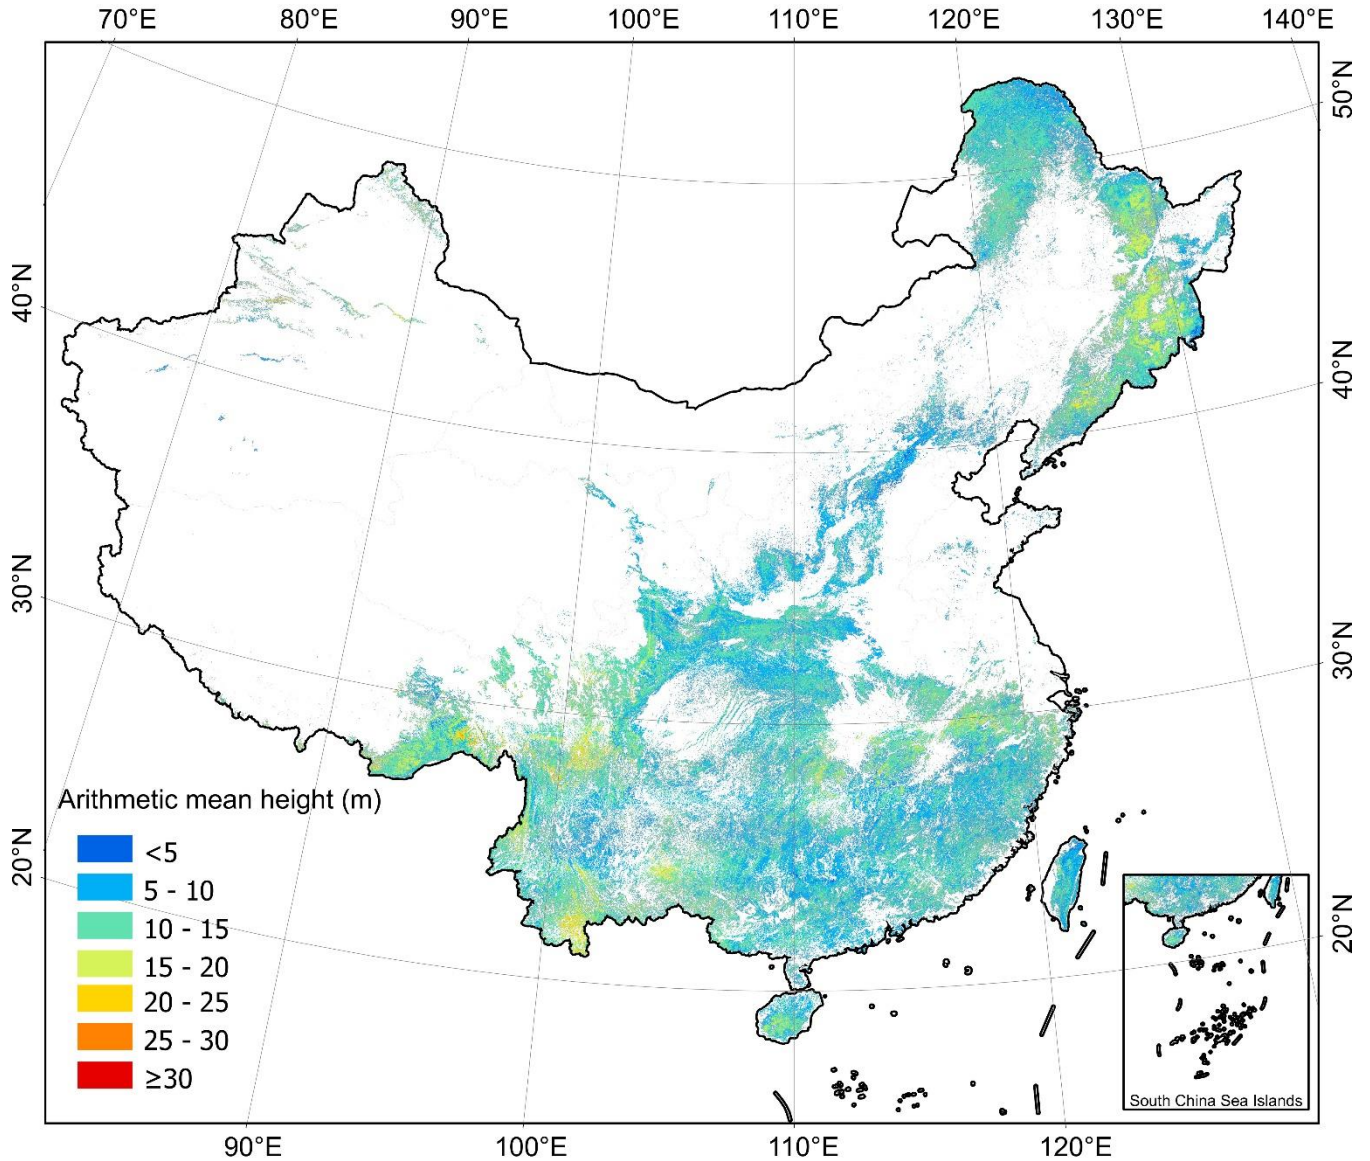 70°E 80°E 90°E 100°E 110°E 120°E 130°E 140°E
50°N
40°N
40°N
30°N
30°N
20°N
20°N
Arithmetic mean height (m)
<5
5 - 10
10 - 15
15 - 20
20 - 25
25 - 30
≥30
South China Sea Islands
90°E 100°E 110°E 120°E